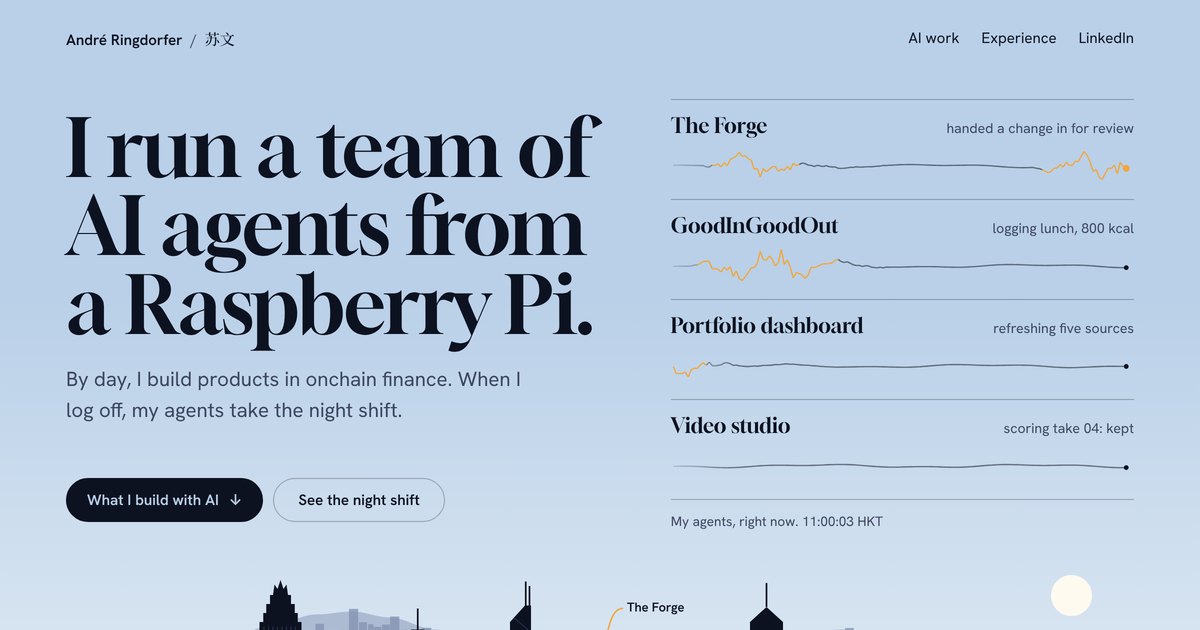 André Ringdorfer / 苏文
AI work Experience LinkedIn
I run a team of
AI agents from
a Raspberry Pi.
By day, I build products in onchain finance. When I
log off, my agents take the night shift.
What I build with AI ↓
See the night shift
The Forge
handed a change in for review
GoodInGoodOut
logging lunch, 800 kcal
Portfolio dashboard
refreshing five sources
Video studio
scoring take 04: kept
My agents, right now. 11:00:03 HKT
The Forge